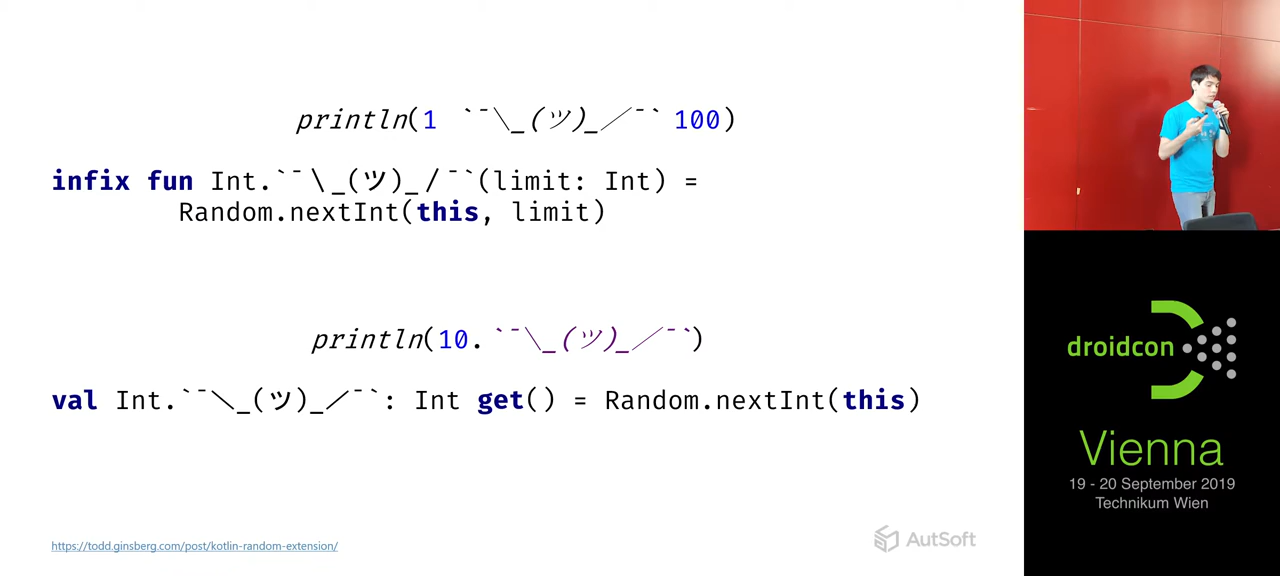 println(1 `¯＼_(ツ)_／¯` 100)
infix fun Int.`¯\_(ツ)_/¯`(limit: Int) =
Random.nextInt(this, limit)
println(10.`¯＼_(ツ)_／¯`)
val Int.`¯＼_(ツ)_／¯`: Int get() = Random.nextInt(this)
https://todd.ginsberg.com/post/kotlin-random-extension/
AutSoft
droidcon
Vienna
19 - 20 September 2019
Technikum Wien